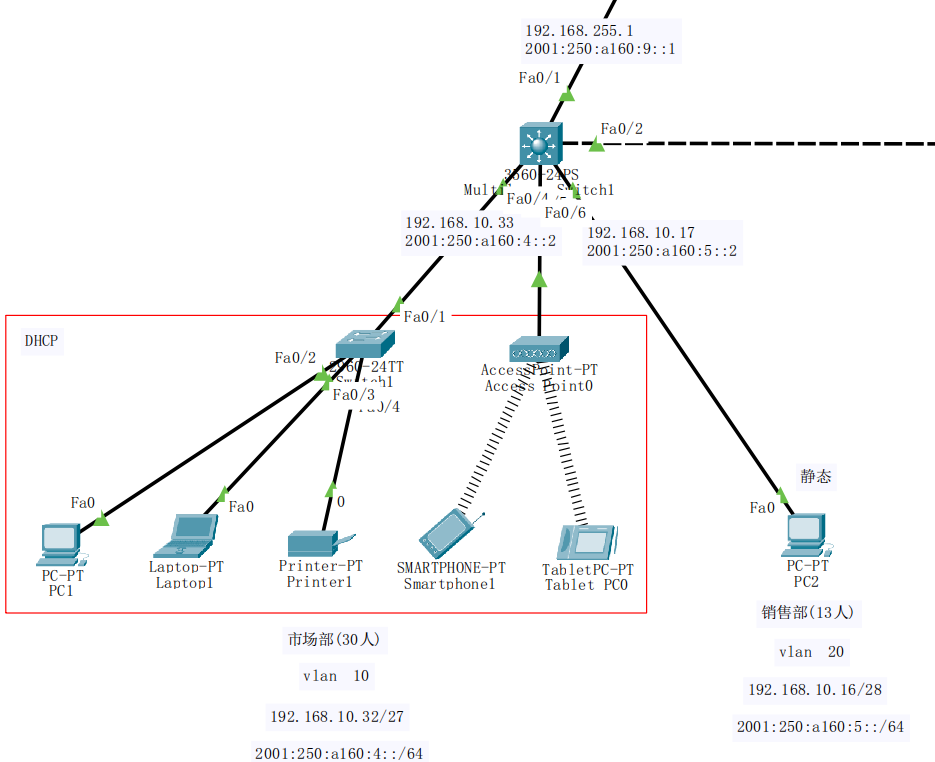 192.168.255.1
2001:250:a160:9::1
Fa0/1
Fa0/2
3560-24PS
Fa0/4
Fa0/6
192.168.10.33
2001:250:a160:4::2
192.168.10.17
2001:250:a160:5::2
Fa0/1
DHCP
Fa0/2
2960-24TT
Switch1
Fa0/3
Fa0/4
AccessPoint-PT
Access Point0
静态
Fa0
Fa0
0
Fa0
PC-PT
PC1
Laptop-PT
Laptop1
Printer-PT
Printer1
SMARTPHONE-PT
Smartphone1
TabletPC-PT
Tablet PC0
PC-PT
PC2
市场部(30人)
vlan 10
192.168.10.32/27
2001:250:a160:4::/64
销售部(13人)
vlan 20
192.168.10.16/28
2001:250:a160:5::/64